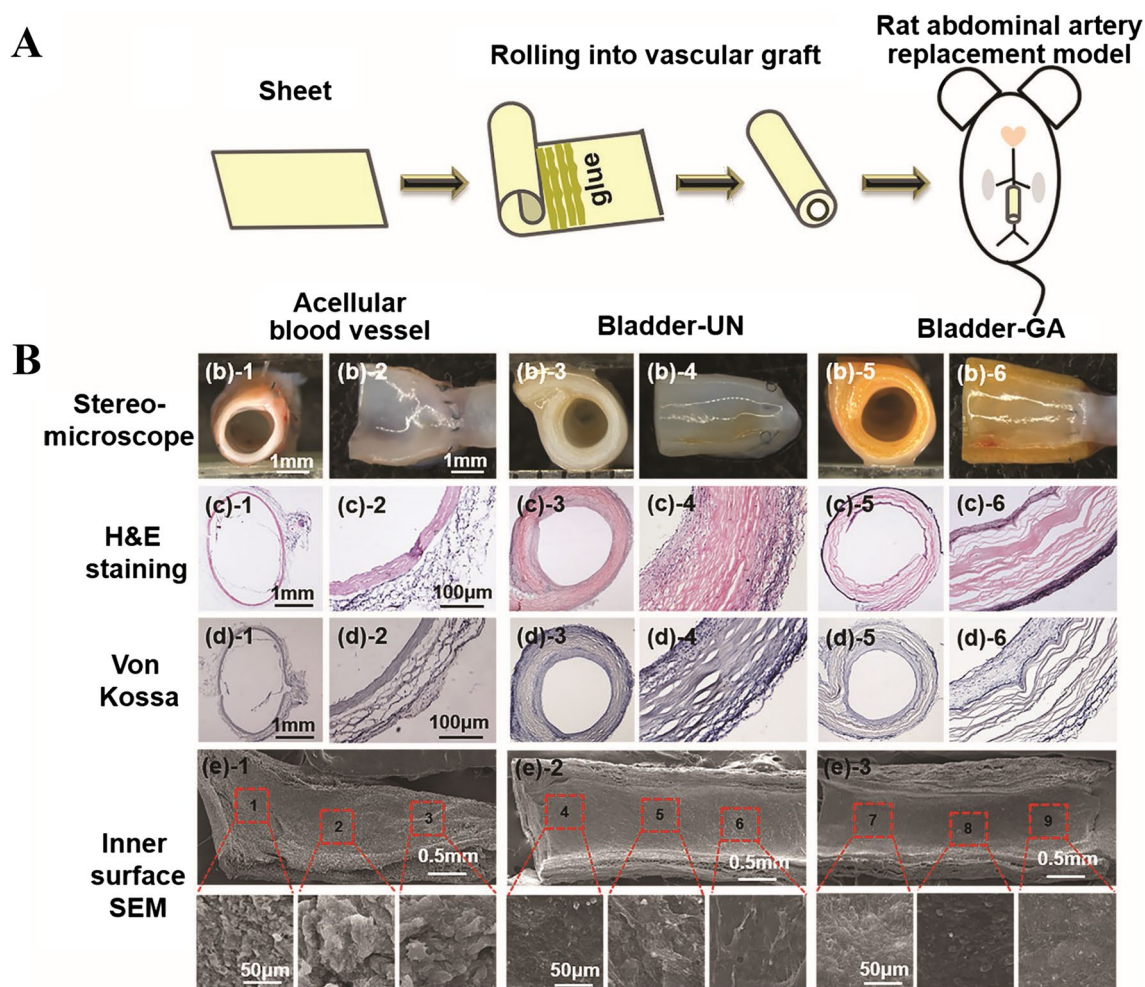 A
Sheet
Rolling into vascular graft
Rat abdominal artery
replacement model
glue
B
Acellular
blood vessel
Bladder-UN
Bladder-GA
Stereo-
microscope
(b)-1
1mm
(b)-2
1mm
(b)-3
(b)-4
(b)-5
(b)-6
H&E
staining
(c)-1
1mm
(c)-2
100μm
(c)-3
(c)-4
(c)-5
(c)-6
Von
Kossa
(d)-1
1mm
(d)-2
100μm
(d)-3
(d)-4
(d)-5
(d)-6
Inner
surface
SEM
(e)-1
1
2
3
0.5mm
(e)-2
4
5
6
0.5mm
(e)-3
7
8
9
0.5mm
50μm
50μm
50μm